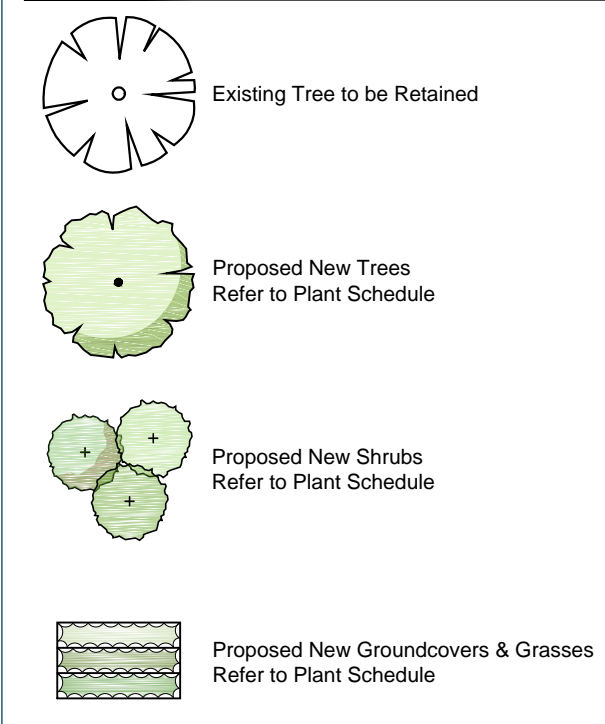 Existing Tree to be Retained
Proposed New Trees
Refer to Plant Schedule
Proposed New Shrubs
Refer to Plant Schedule
Proposed New Groundcovers & Grasses
Refer to Plant Schedule